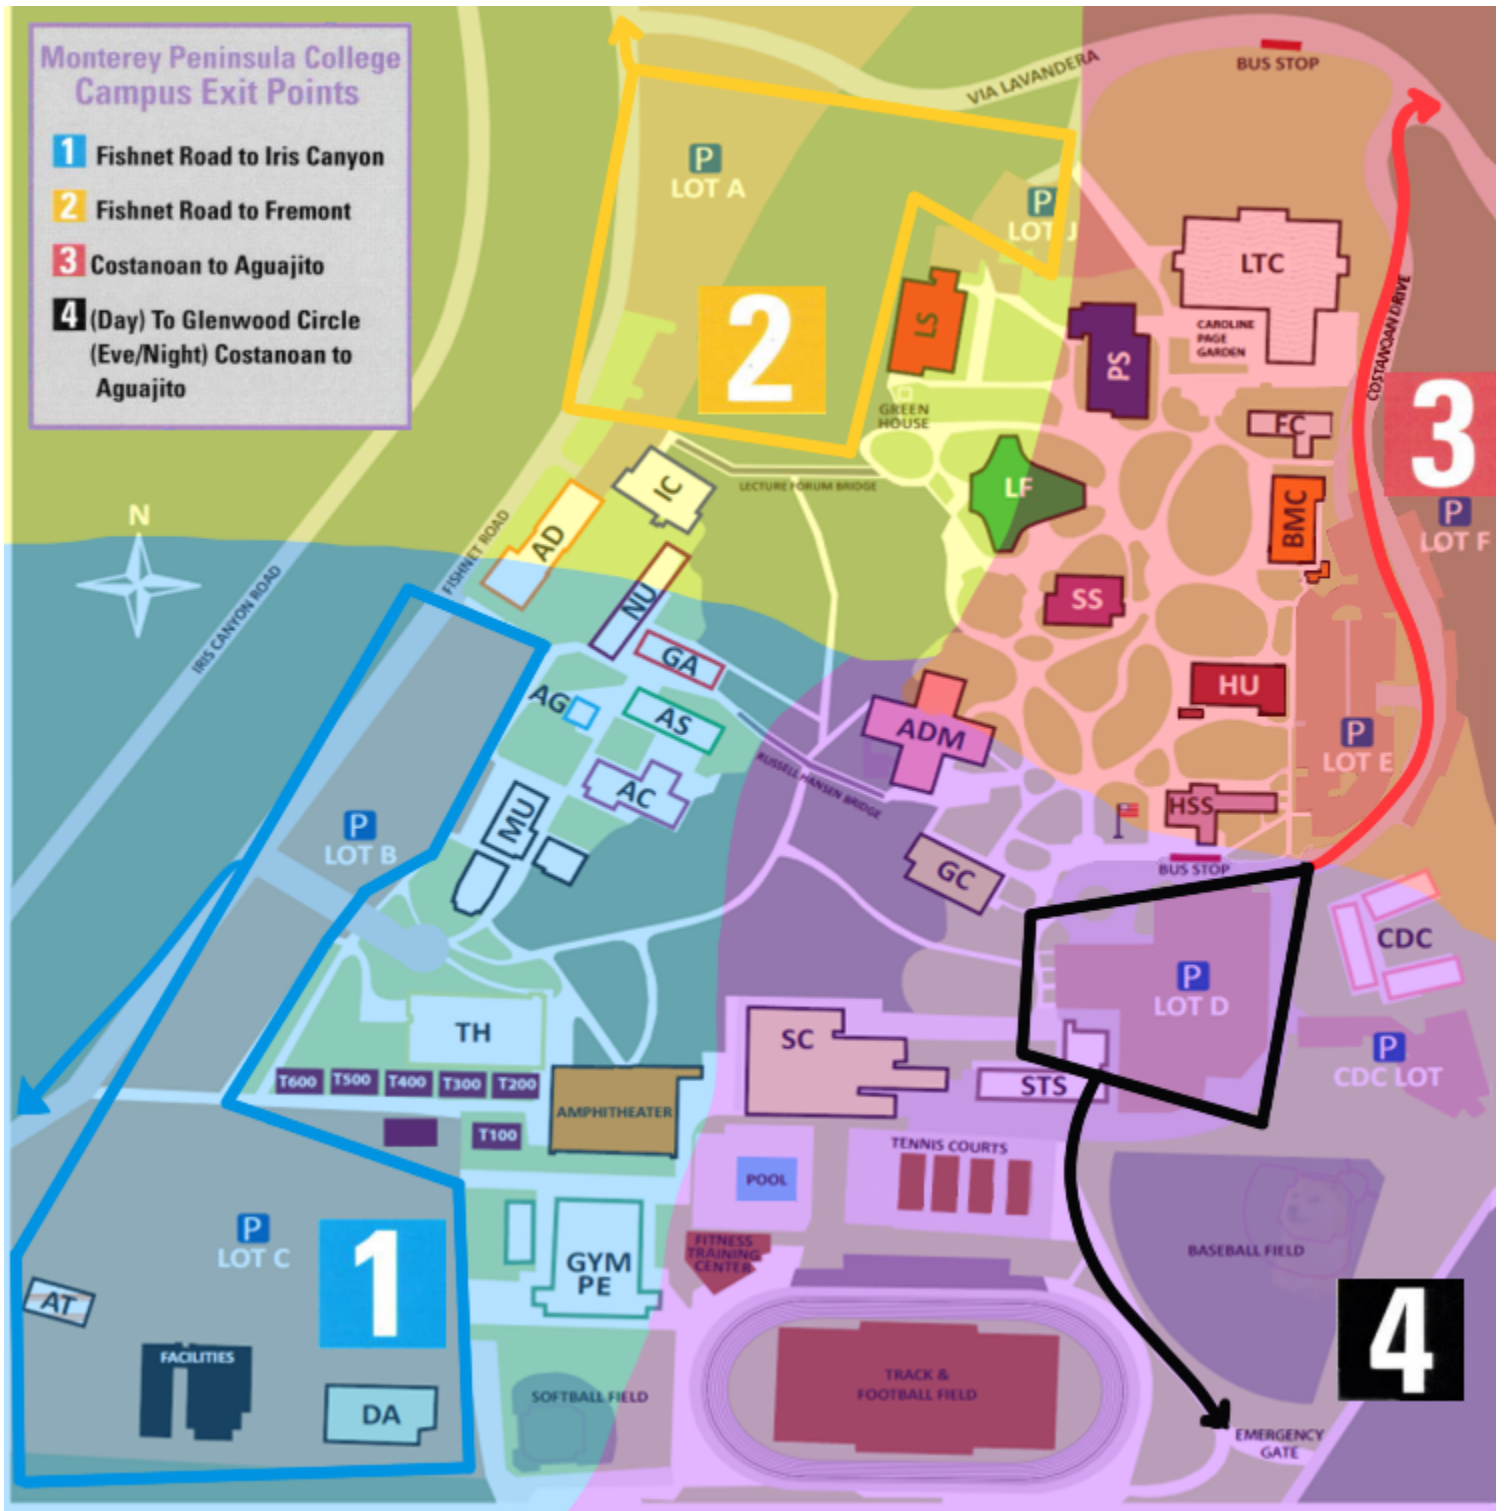 Monterey Peninsula College
Campus Exit Points
1 Fishnet Road to Iris Canyon
2 Fishnet Road to Fremont
3 Costanoan to Aguajito
4 (Day) To Glenwood Circle
(Eve/Night) Costanoan to
Aguajito
BUS STOP
VIA LAVANDERA
P
LOT A
P
LOT J
LTC
CAROLINE
PAGE
GARDEN
COSTANOAN DRIVE
LS
PS
2
GREEN
HOUSE
FC
3
P
LOT F
IC
LECTURE FORUM BRIDGE
LF
BMC
N
AD
FISHNET ROAD
IRIS CANYON ROAD
NU
SS
GA
AG
AS
ADM
HU
P
LOT E
RUSSELL HANSEN BRIDGE
AC
MU
HSS
P
LOT B
GC
BUS STOP
CDC
P
LOT D
TH
SC
P
CDC LOT
T600
T500
T400
T300
T200
STS
AMPHITHEATER
T100
TENNIS COURTS
POOL
P
LOT C
1
FITNESS
TRAINING
CENTER
GYM
PE
BASEBALL FIELD
AT
4
FACILITIES
TRACK &
FOOTBALL FIELD
SOFTBALL FIELD
DA
EMERGENCY
GATE